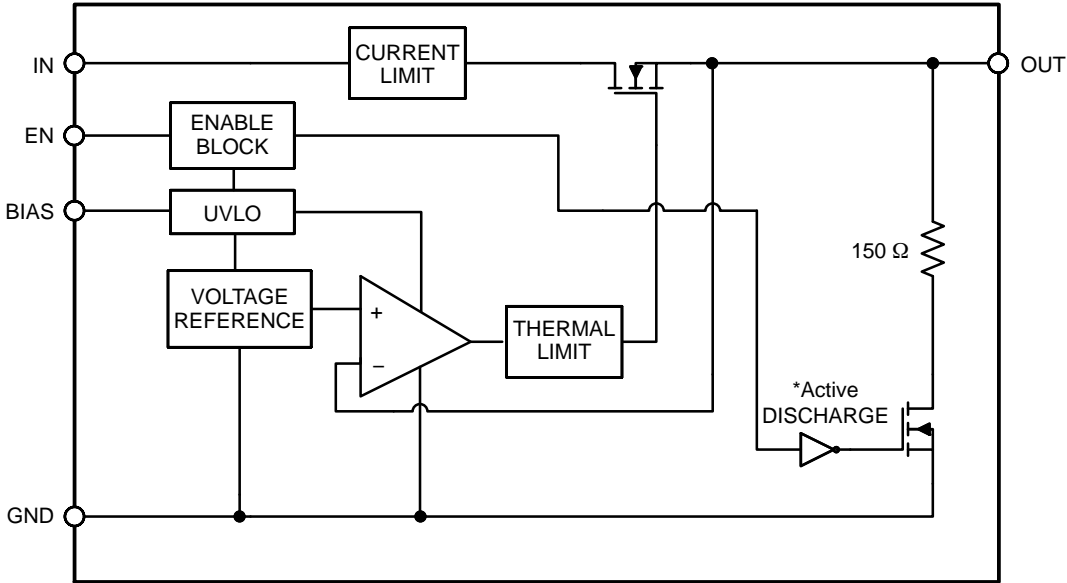 IN
CURRENT
LIMIT
OUT
EN
ENABLE
BLOCK
BIAS
UVLO
150 Ω
VOLTAGE
REFERENCE
+
−
THERMAL
LIMIT
*Active
DISCHARGE
GND